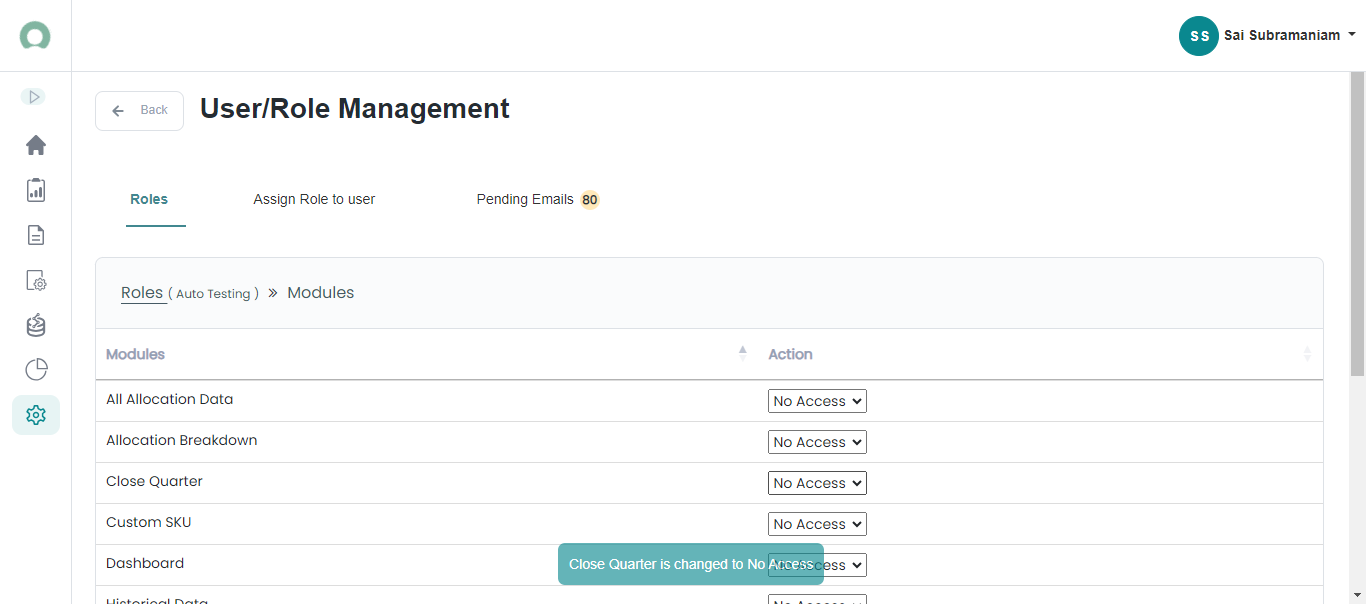 SS Sai Subramaniam
Back
User/Role Management
Roles Assign Role to user Pending Emails 80
Roles ( Auto Testing ) » Modules
Modules Action
All Allocation Data No Access
Allocation Breakdown No Access
Close Quarter No Access
Custom SKU No Access
Dashboard No Access
Close Quarter is changed to No Access
Historical Data No Access